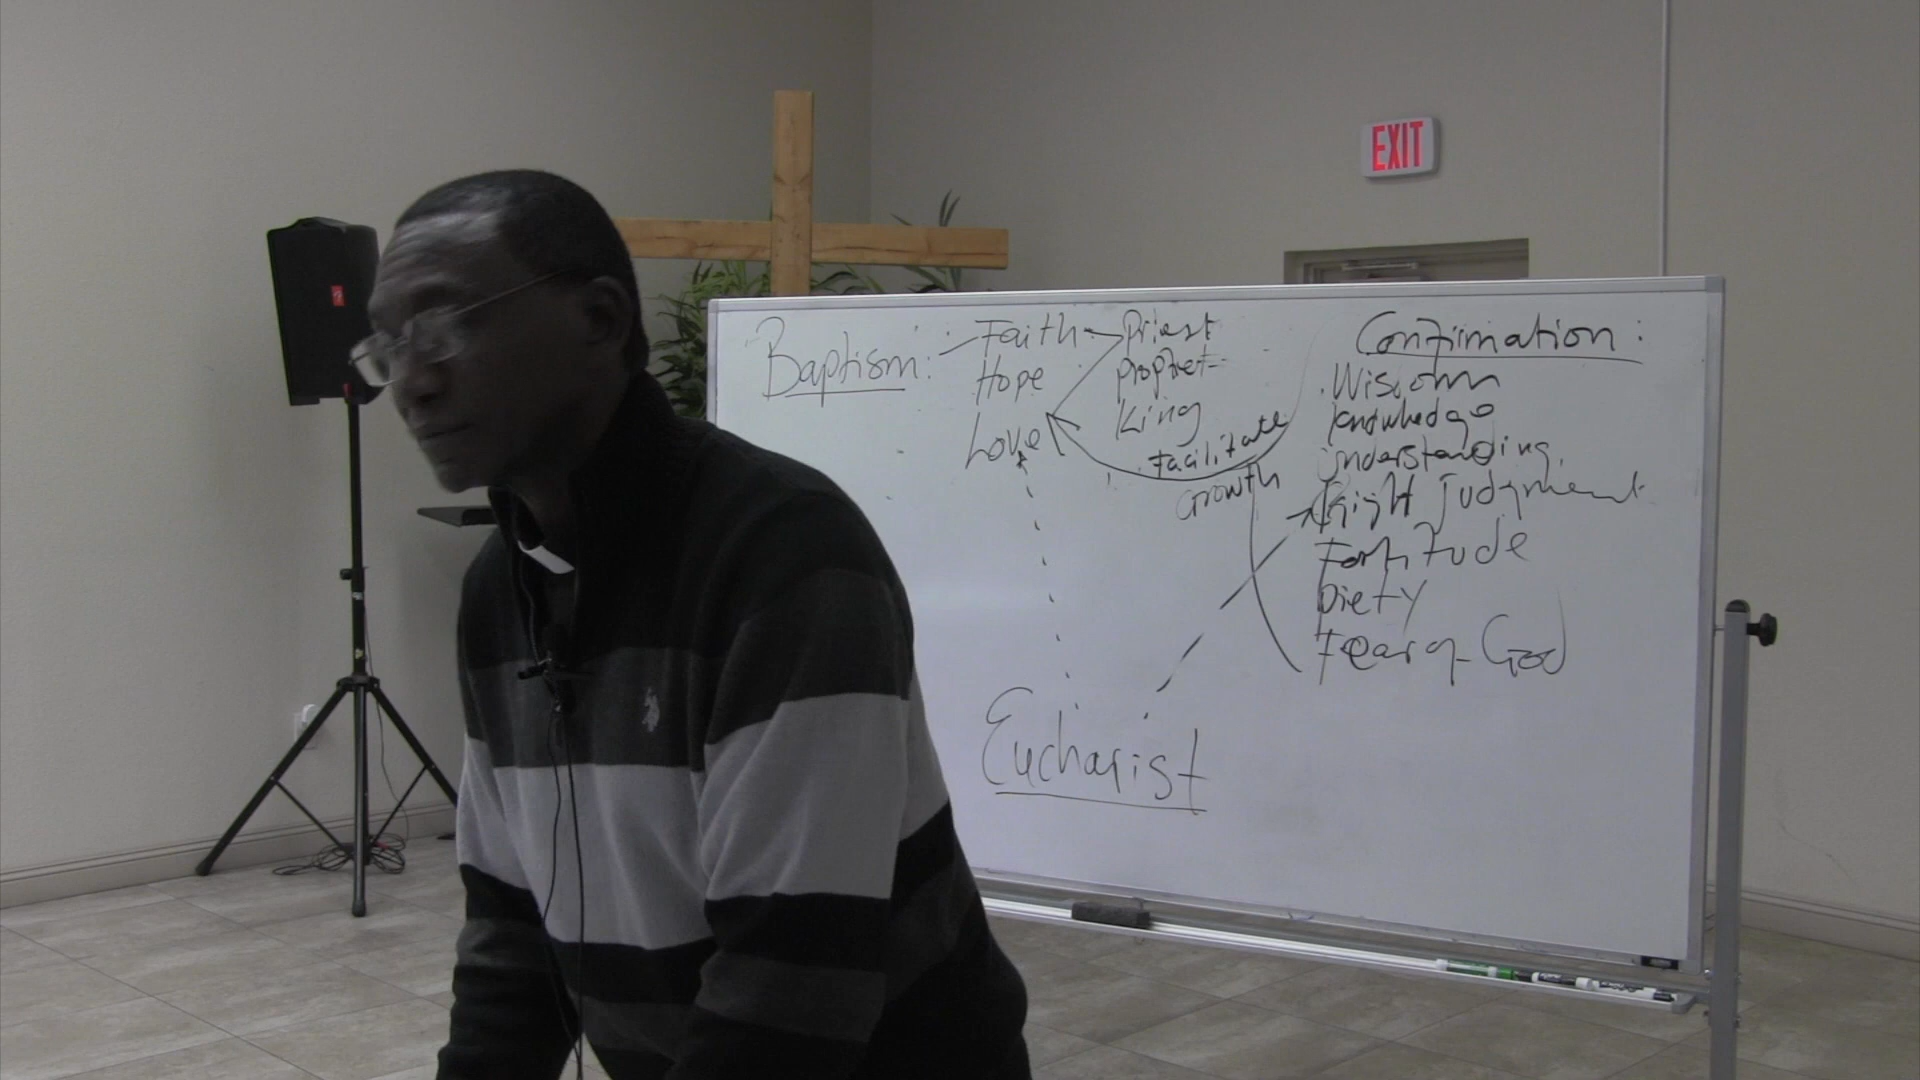 EXIT
Baptism: – Faith
Hope
Love
Priest
prophet
King
facilitate
Growth
Confirmation:
Wisdom
knowledge
understanding
Right Judgment
Fortitude
Piety
Fear of God
Eucharist